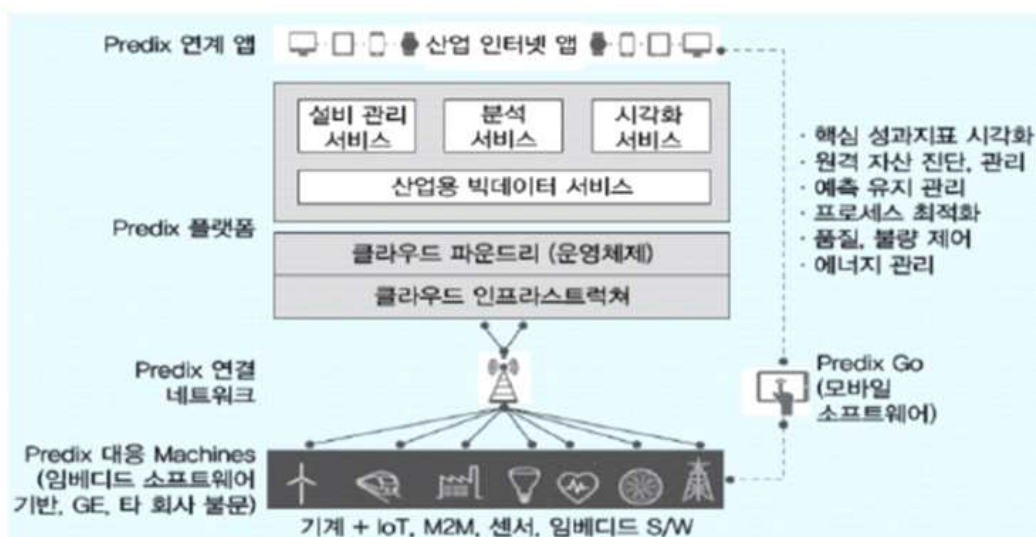 Predix 연계 앱
산업 인터넷 앱
설비 관리
서비스
분석
서비스
시각화
서비스
산업용 빅데이터 서비스
Predix 플랫폼
클라우드 파운드리 (운영체제)
클라우드 인프라스트럭쳐
· 핵심 성과지표 시각화
· 원격 자산 진단, 관리
· 예측 유지 관리
· 프로세스 최적화
· 품질, 불량 제어
· 에너지 관리
Predix 연결
네트워크
Predix Go
(모바일
소프트웨어)
Predix 대응 Machines
(임베디드 소프트웨어
기반, GE, 타 회사 불문)
기계 + IoT, M2M, 센서, 임베디드 S/W